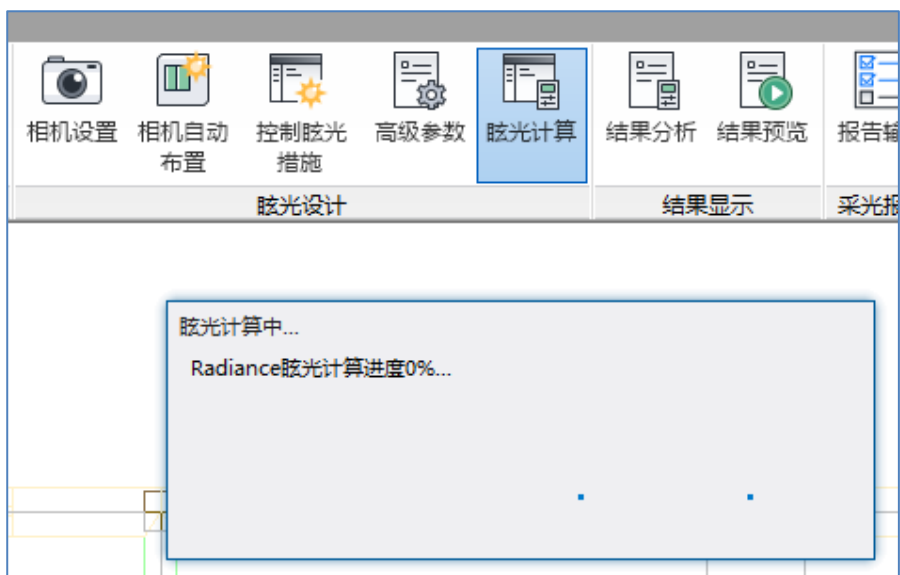 相机设置
相机自动
布置
控制眩光
措施
高级参数
眩光计算
结果分析
结果预览
报告输
眩光设计
结果显示
采光报
眩光计算中...
Radiance眩光计算进度0%...